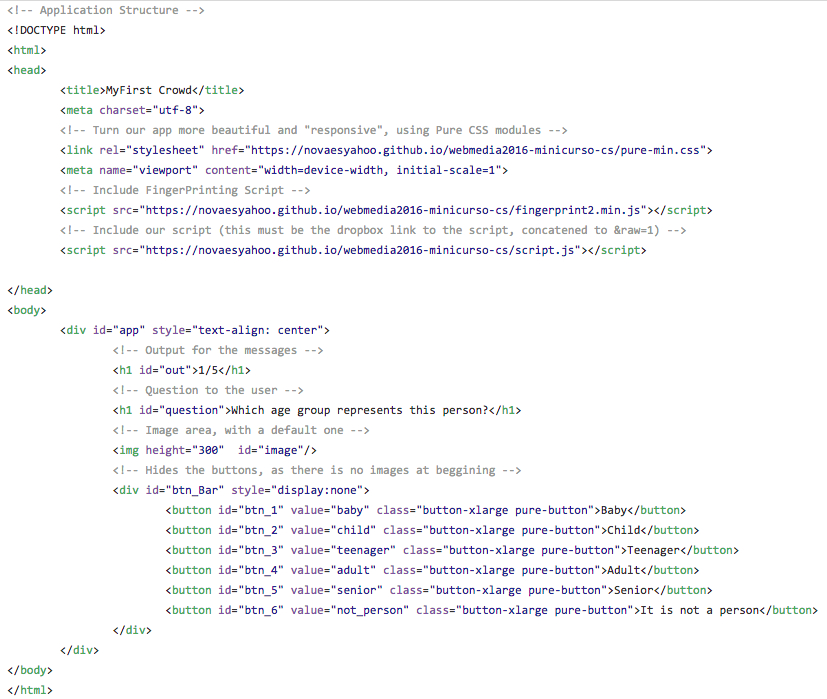 <!-- Application Structure -->
<!DOCTYPE html>
<html>
<head>
<title>MyFirst Crowd</title>
<meta charset="utf-8">
<!-- Turn our app more beautiful and "responsive", using Pure CSS modules -->
<link rel="stylesheet" href="https://novaesyahoo.github.io/webmedia2016-minicurso-cs/pure-min.css">
<meta name="viewport" content="width=device-width, initial-scale=1">
<!-- Include FingerPrinting Script -->
<script src="https://novaesyahoo.github.io/webmedia2016-minicurso-cs/fingerprint2.min.js"></script>
<!-- Include our script (this must be the dropbox link to the script, concatened to &raw=1) -->
<script src="https://novaesyahoo.github.io/webmedia2016-minicurso-cs/script.js"></script>
</head>
<body>
<div id="app" style="text-align: center">
<!-- Output for the messages -->
<h1 id="out">1/5</h1>
<!-- Question to the user -->
<h1 id="question">Which age group represents this person?</h1>
<!-- Image area, with a default one -->
<img height="300"  id="image"/>
<!-- Hides the buttons, as there is no images at beggining -->
<div id="btn_Bar" style="display:none">
<button id="btn_1" value="baby" class="button-xlarge pure-button">Baby</button>
<button id="btn_2" value="child" class="button-xlarge pure-button">Child</button>
<button id="btn_3" value="teenager" class="button-xlarge pure-button">Teenager</button>
<button id="btn_4" value="adult" class="button-xlarge pure-button">Adult</button>
<button id="btn_5" value="senior" class="button-xlarge pure-button">Senior</button>
<button id="btn_6" value="not_person" class="button-xlarge pure-button">It is not a person</button>
</div>
</div>
</body>
</html>